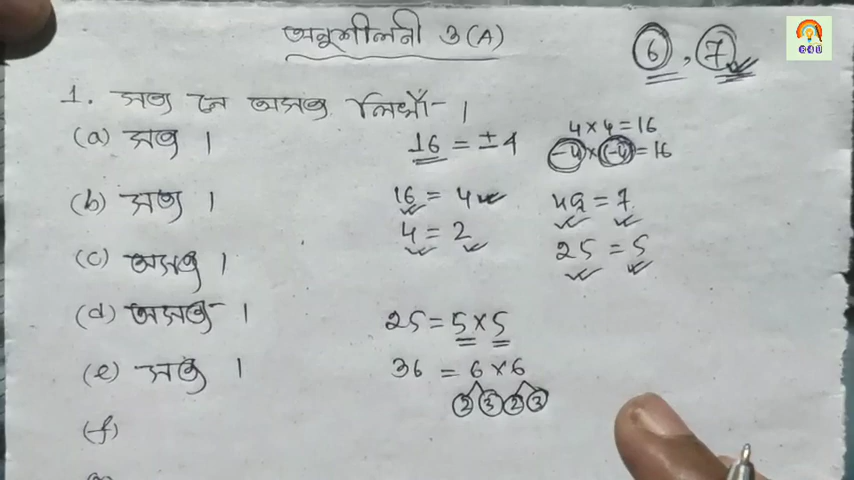 অনুশীলনী 3(A)
6, 7
1. সত্য নে অসত্য লিখাঁ- ।
(a) সত্য ।
16 = ±4
4×4=16
-4×(-4)=16
(b) সত্য ।
16 = 4
49 = 7
4 = 2
25 = 5
(c) অসত্য ।
(d) অসত্য ।
25 = 5×5
(e) সত্য ।
36 = 6×6
2 3 2 3
(f)